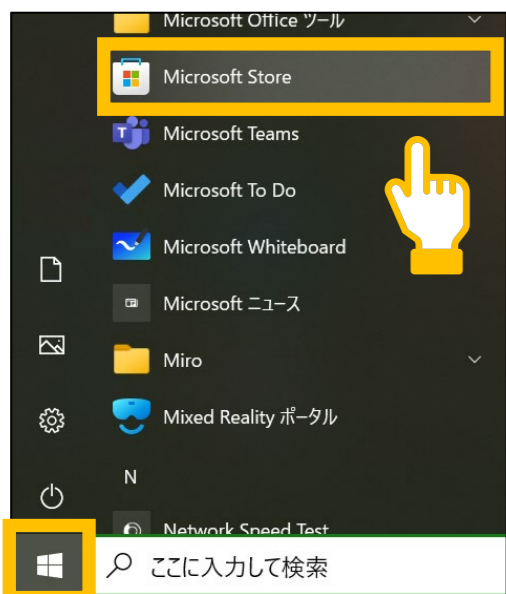 Microsoft Office ツール
Microsoft Store
Microsoft Teams
Microsoft To Do
Microsoft Whiteboard
Microsoft ニュース
Miro
Mixed Reality ポータル
N
Network Speed Test
ここに入力して検索